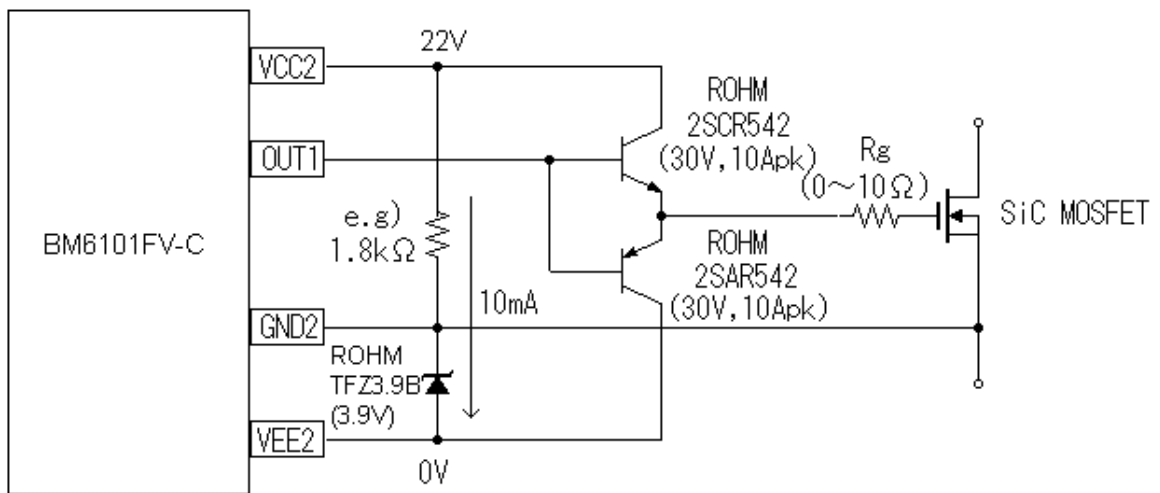 22V
VCC2
ROHM
2SCR542
(30V,10Apk)
OUT1
Rg
(0～10Ω)
e.g)
1.8kΩ
SiC MOSFET
BM6101FV-C
ROHM
2SAR542
(30V,10Apk)
10mA
GND2
ROHM
TFZ3.9B
(3.9V)
VEE2
0V